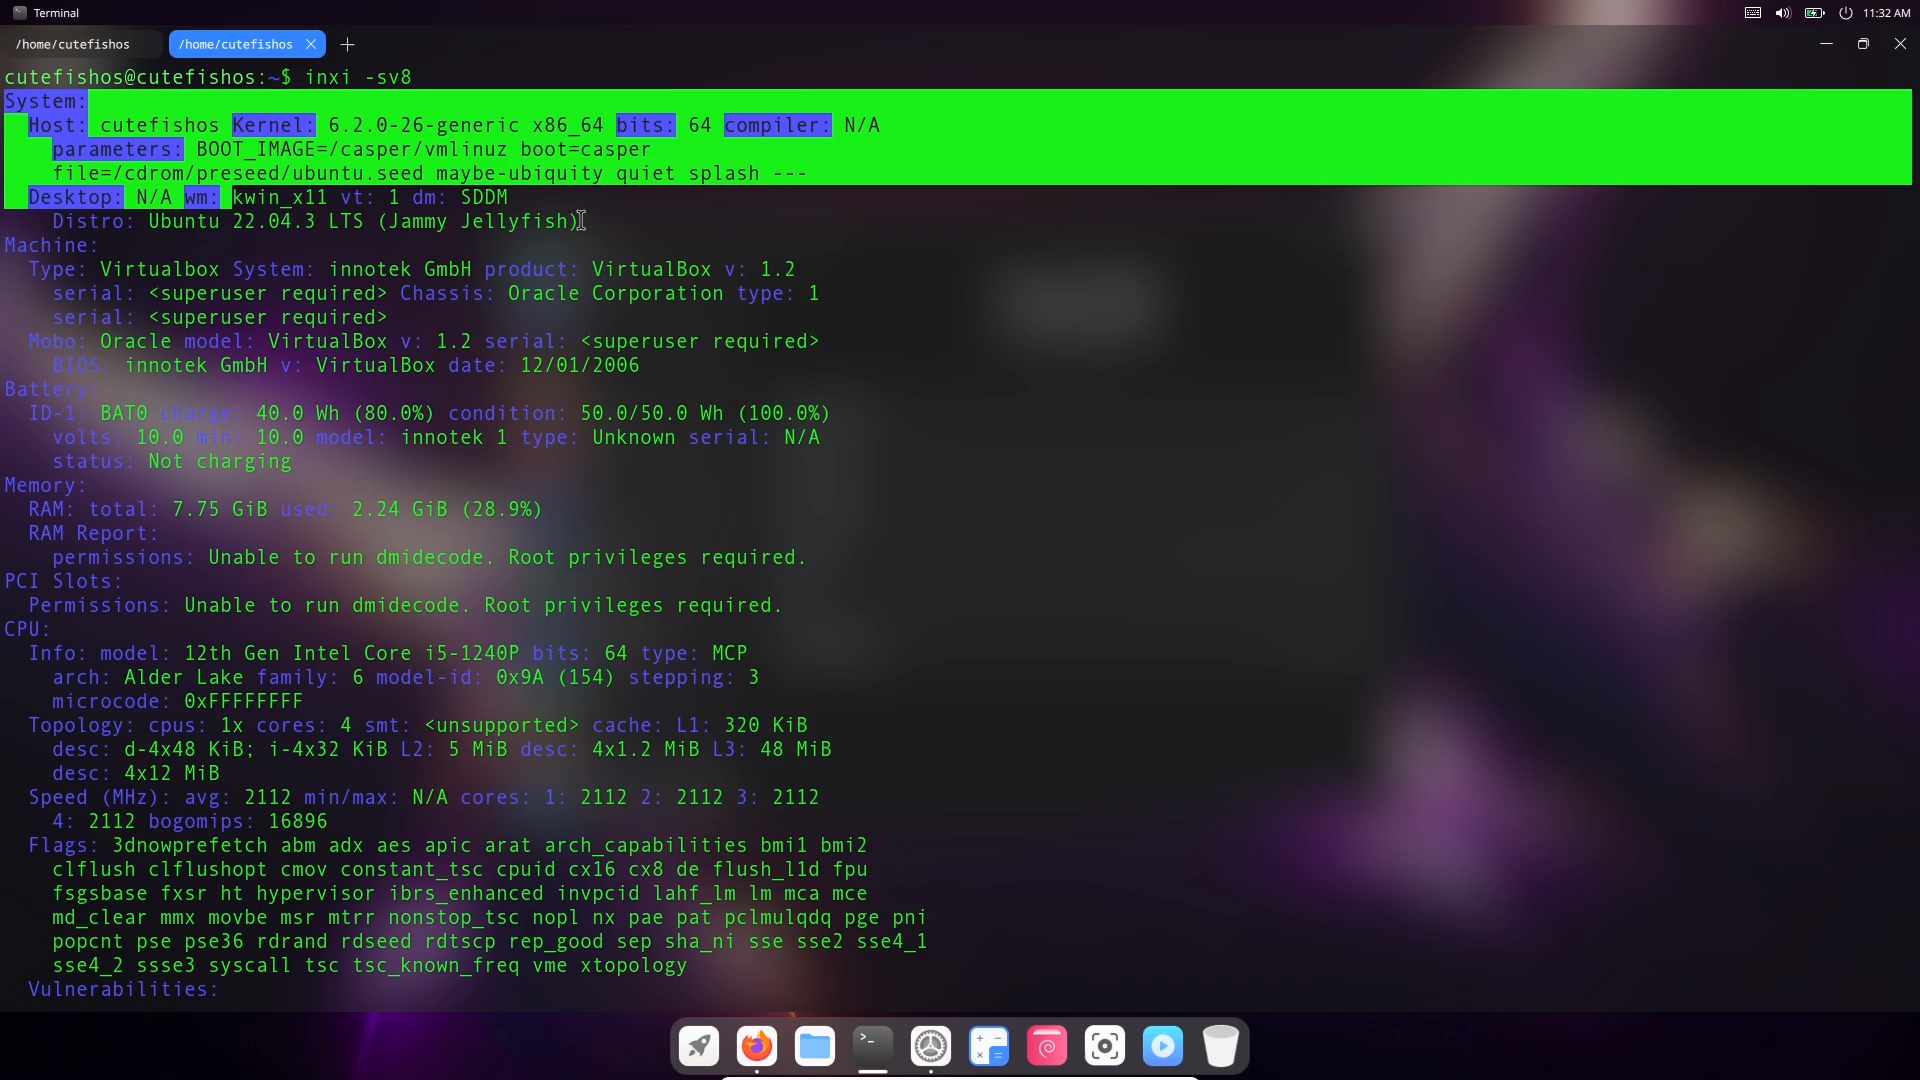 Terminal
11:32 AM
/home/cutefishos
/home/cutefishos
cutefishos@cutefishos:~$ inxi -sv8
System:
Host: cutefishos Kernel: 6.2.0-26-generic x86_64 bits: 64 compiler: N/A
parameters: BOOT_IMAGE=/casper/vmlinuz boot=casper
file=/cdrom/preseed/ubuntu.seed maybe-ubiquity quiet splash ---
Desktop: N/A wm: kwin_x11 vt: 1 dm: SDDM
Distro: Ubuntu 22.04.3 LTS (Jammy Jellyfish)
Machine:
Type: Virtualbox System: innotek GmbH product: VirtualBox v: 1.2
serial: <superuser required> Chassis: Oracle Corporation type: 1
serial: <superuser required>
Mobo: Oracle model: VirtualBox v: 1.2 serial: <superuser required>
BIOS: innotek GmbH v: VirtualBox date: 12/01/2006
Battery:
ID-1: BAT0 charge: 40.0 Wh (80.0%) condition: 50.0/50.0 Wh (100.0%)
volts: 10.0 min: 10.0 model: innotek 1 type: Unknown serial: N/A
status: Not charging
Memory:
RAM: total: 7.75 GiB used: 2.24 GiB (28.9%)
RAM Report:
permissions: Unable to run dmidecode. Root privileges required.
PCI Slots:
Permissions: Unable to run dmidecode. Root privileges required.
CPU:
Info: model: 12th Gen Intel Core i5-1240P bits: 64 type: MCP
arch: Alder Lake family: 6 model-id: 0x9A (154) stepping: 3
microcode: 0xFFFFFFFF
Topology: cpus: 1x cores: 4 smt: <unsupported> cache: L1: 320 KiB
desc: d-4x48 KiB; i-4x32 KiB L2: 5 MiB desc: 4x1.2 MiB L3: 48 MiB
desc: 4x12 MiB
Speed (MHz): avg: 2112 min/max: N/A cores: 1: 2112 2: 2112 3: 2112
4: 2112 bogomips: 16896
Flags: 3dnowprefetch abm adx aes apic arat arch_capabilities bmi1 bmi2
clflush clflushopt cmov constant_tsc cpuid cx16 cx8 de flush_l1d fpu
fsgsbase fxsr ht hypervisor ibrs_enhanced invpcid lahf_lm lm mca mce
md_clear mmx movbe msr mtrr nonstop_tsc nopl nx pae pat pclmulqdq pge pni
popcnt pse pse36 rdrand rdseed rdtscp rep_good sep sha_ni sse sse2 sse4_1
sse4_2 ssse3 syscall tsc tsc_known_freq vme xtopology
Vulnerabilities: